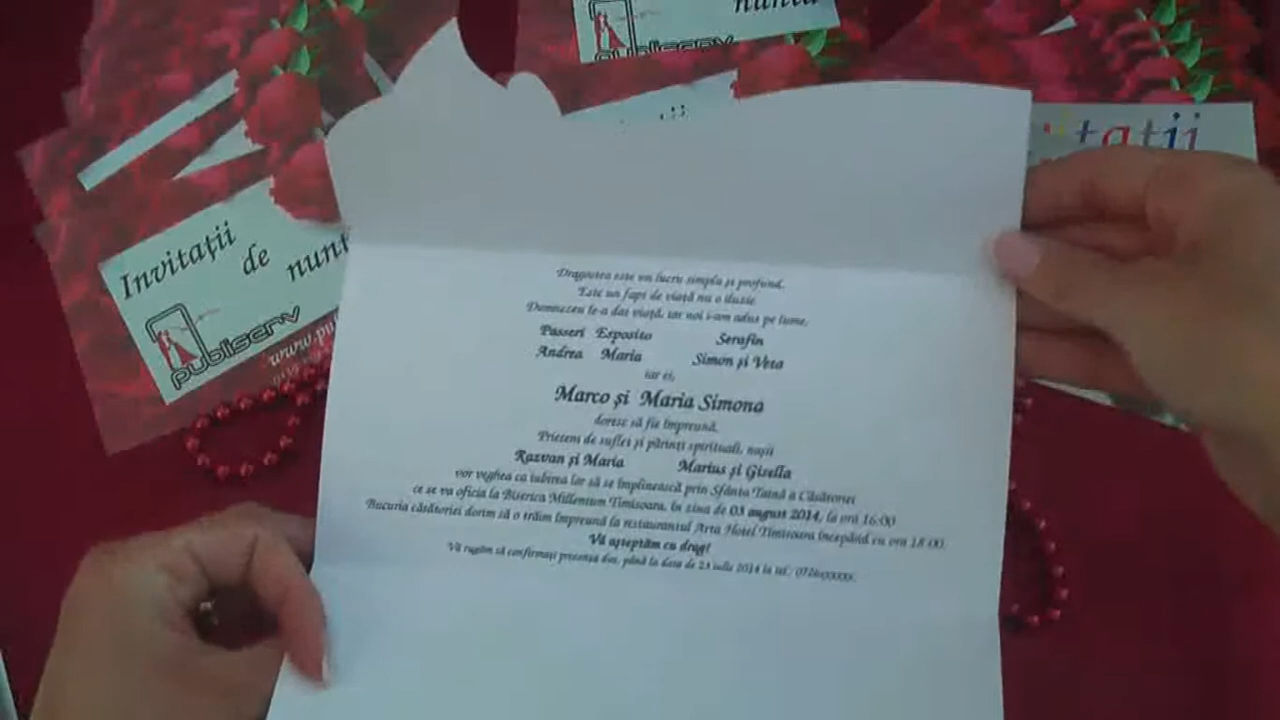 nunta
publiscriv
tatii
Invitații
de
nunt
publiscriv
www.pu
Dragostea este un lucru simplu și profund,
Este un fapt de viață nu o iluzie.
Dumnezeu le-a dat viață, iar noi i-am adus pe lume,
Passeri Esposito Serafin
Andrea Maria Simon și Veta
iar ei,
Marco și Maria Simona
doresc să fie împreună.
Prieteni de suflet și părinți spirituali, nașii
Razvan și Maria Marius și Gisella
vor veghea ca iubirea lor să se împlinească prin Sfânta Taină a Căsătoriei
ce se va oficia la Biserica Millenium Timisoara, în ziua de 03 august 2014, la ora 16:00
Bucuria căsătoriei dorim să o trăim împreună la restaurantul Arta Hotel Timisoara începând cu ora 18:00
Vă așteptăm cu drag!
Vă rugăm să confirmați prezența dvs. până la data de 23 iulie 2014 la tel.: